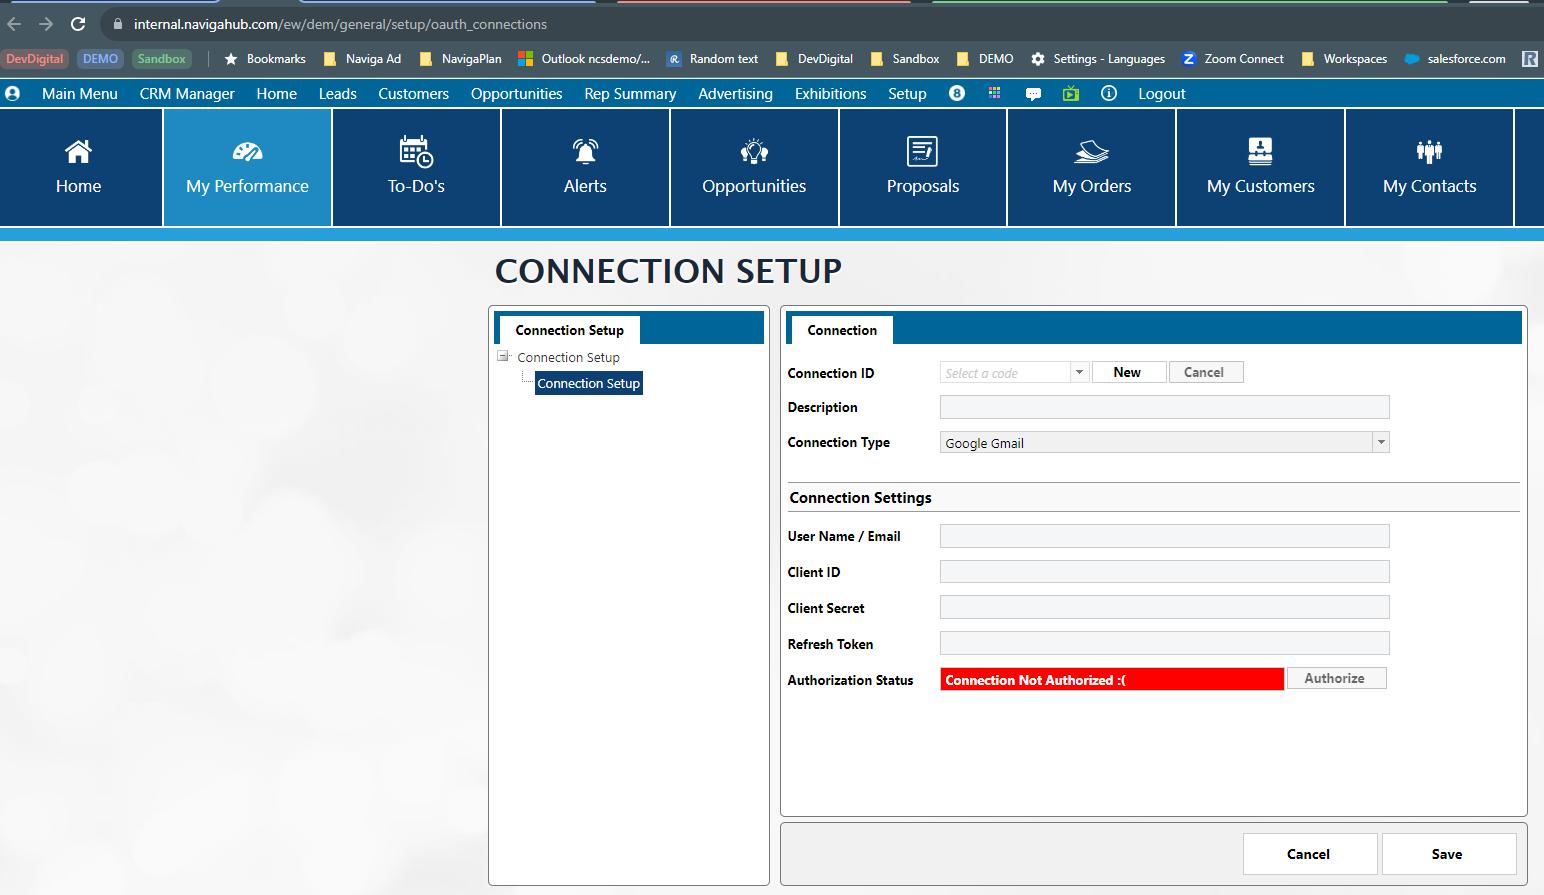 internal.navigahub.com/ew/dem/general/setup/oauth_connections
DevDigital DEMO Sandbox Bookmarks Naviga Ad NavigaPlan Outlook ncsdemo/... Random text DevDigital Sandbox DEMO Settings - Languages Zoom Connect Workspaces salesforce.com
Main Menu CRM Manager Home Leads Customers Opportunities Rep Summary Advertising Exhibitions Setup 8 Logout
Home My Performance To-Do's Alerts Opportunities Proposals My Orders My Customers My Contacts
CONNECTION SETUP
Connection Setup
Connection Setup
Connection Setup
Connection
Connection ID Select a code New Cancel
Description
Connection Type Google Gmail
Connection Settings
User Name / Email
Client ID
Client Secret
Refresh Token
Authorization Status Connection Not Authorized :( Authorize
Cancel Save